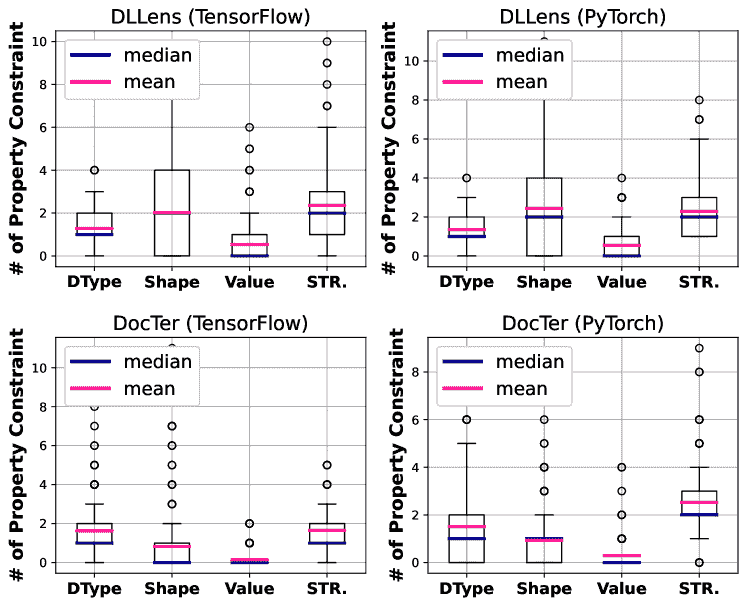 DLLens (TensorFlow)
# of Property Constraint
10
8
6
4
2
0
median
mean
DType Shape Value STR.
DLLens (PyTorch)
# of Property Constraint
10
8
6
4
2
0
median
mean
DType Shape Value STR.
DocTer (TensorFlow)
# of Property Constraint
10
8
6
4
2
0
median
mean
DType Shape Value STR.
DocTer (PyTorch)
# of Property Constraint
8
6
4
2
0
median
mean
DType Shape Value STR.